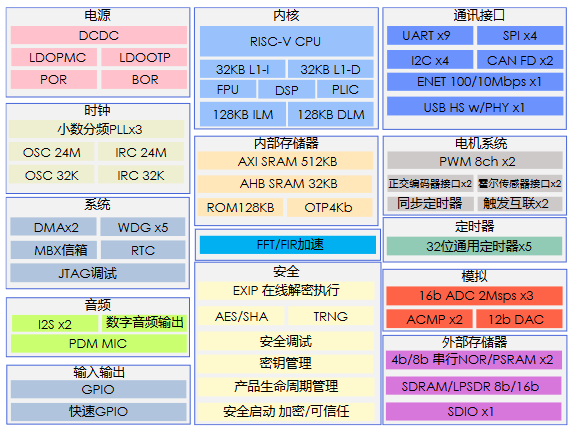 电源
DCDC
LDOPMC
LDOOTP
POR
BOR
时钟
小数分频PLLx3
OSC 24M
IRC 24M
OSC 32K
IRC 32K
系统
DMAx2
WDG x5
MBX信箱
RTC
JTAG调试
音频
I2S x2
数字音频输出
PDM MIC
输入输出
GPIO
快速GPIO
内核
RISC-V CPU
32KB L1-I
32KB L1-D
FPU
DSP
PLIC
128KB ILM
128KB DLM
内部存储器
AXI SRAM 512KB
AHB SRAM 32KB
ROM128KB
OTP4Kb
FFT/FIR加速
安全
EXIP 在线解密执行
AES/SHA
TRNG
安全调试
密钥管理
产品生命周期管理
安全启动 加密/可信任
通讯接口
UART x9
SPI x4
I2C x4
CAN FD x2
ENET 100/10Mbps x1
USB HS w/PHY x1
电机系统
PWM 8ch x2
正交编码器接口x2
霍尔传感器接口x2
同步定时器
触发互联x2
定时器
32位通用定时器x5
模拟
16b ADC 2Msps x3
ACMP x2
12b DAC
外部存储器
4b/8b 串行NOR/PSRAM x2
SDRAM/LPSDR 8b/16b
SDIO x1